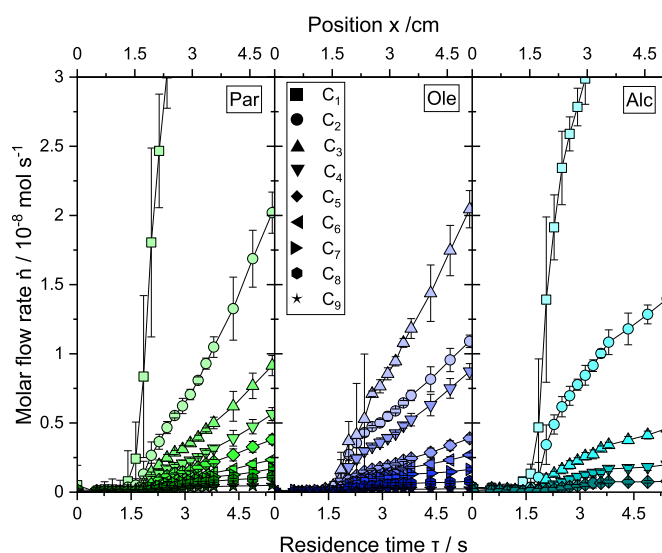 Position x /cm
0 1.5 3 4.5 0 1.5 3 4.5 0 1.5 3 4.5
3
2.5
2
1.5
1
0.5
0
Molar flow rate ṅ / 10⁻⁸ mol s⁻¹
Par
Ole
Alc
C₁
C₂
C₃
C₄
C₅
C₆
C₇
C₈
C₉
0 1.5 3 4.5 0 1.5 3 4.5 0 1.5 3 4.5
Residence time τ / s